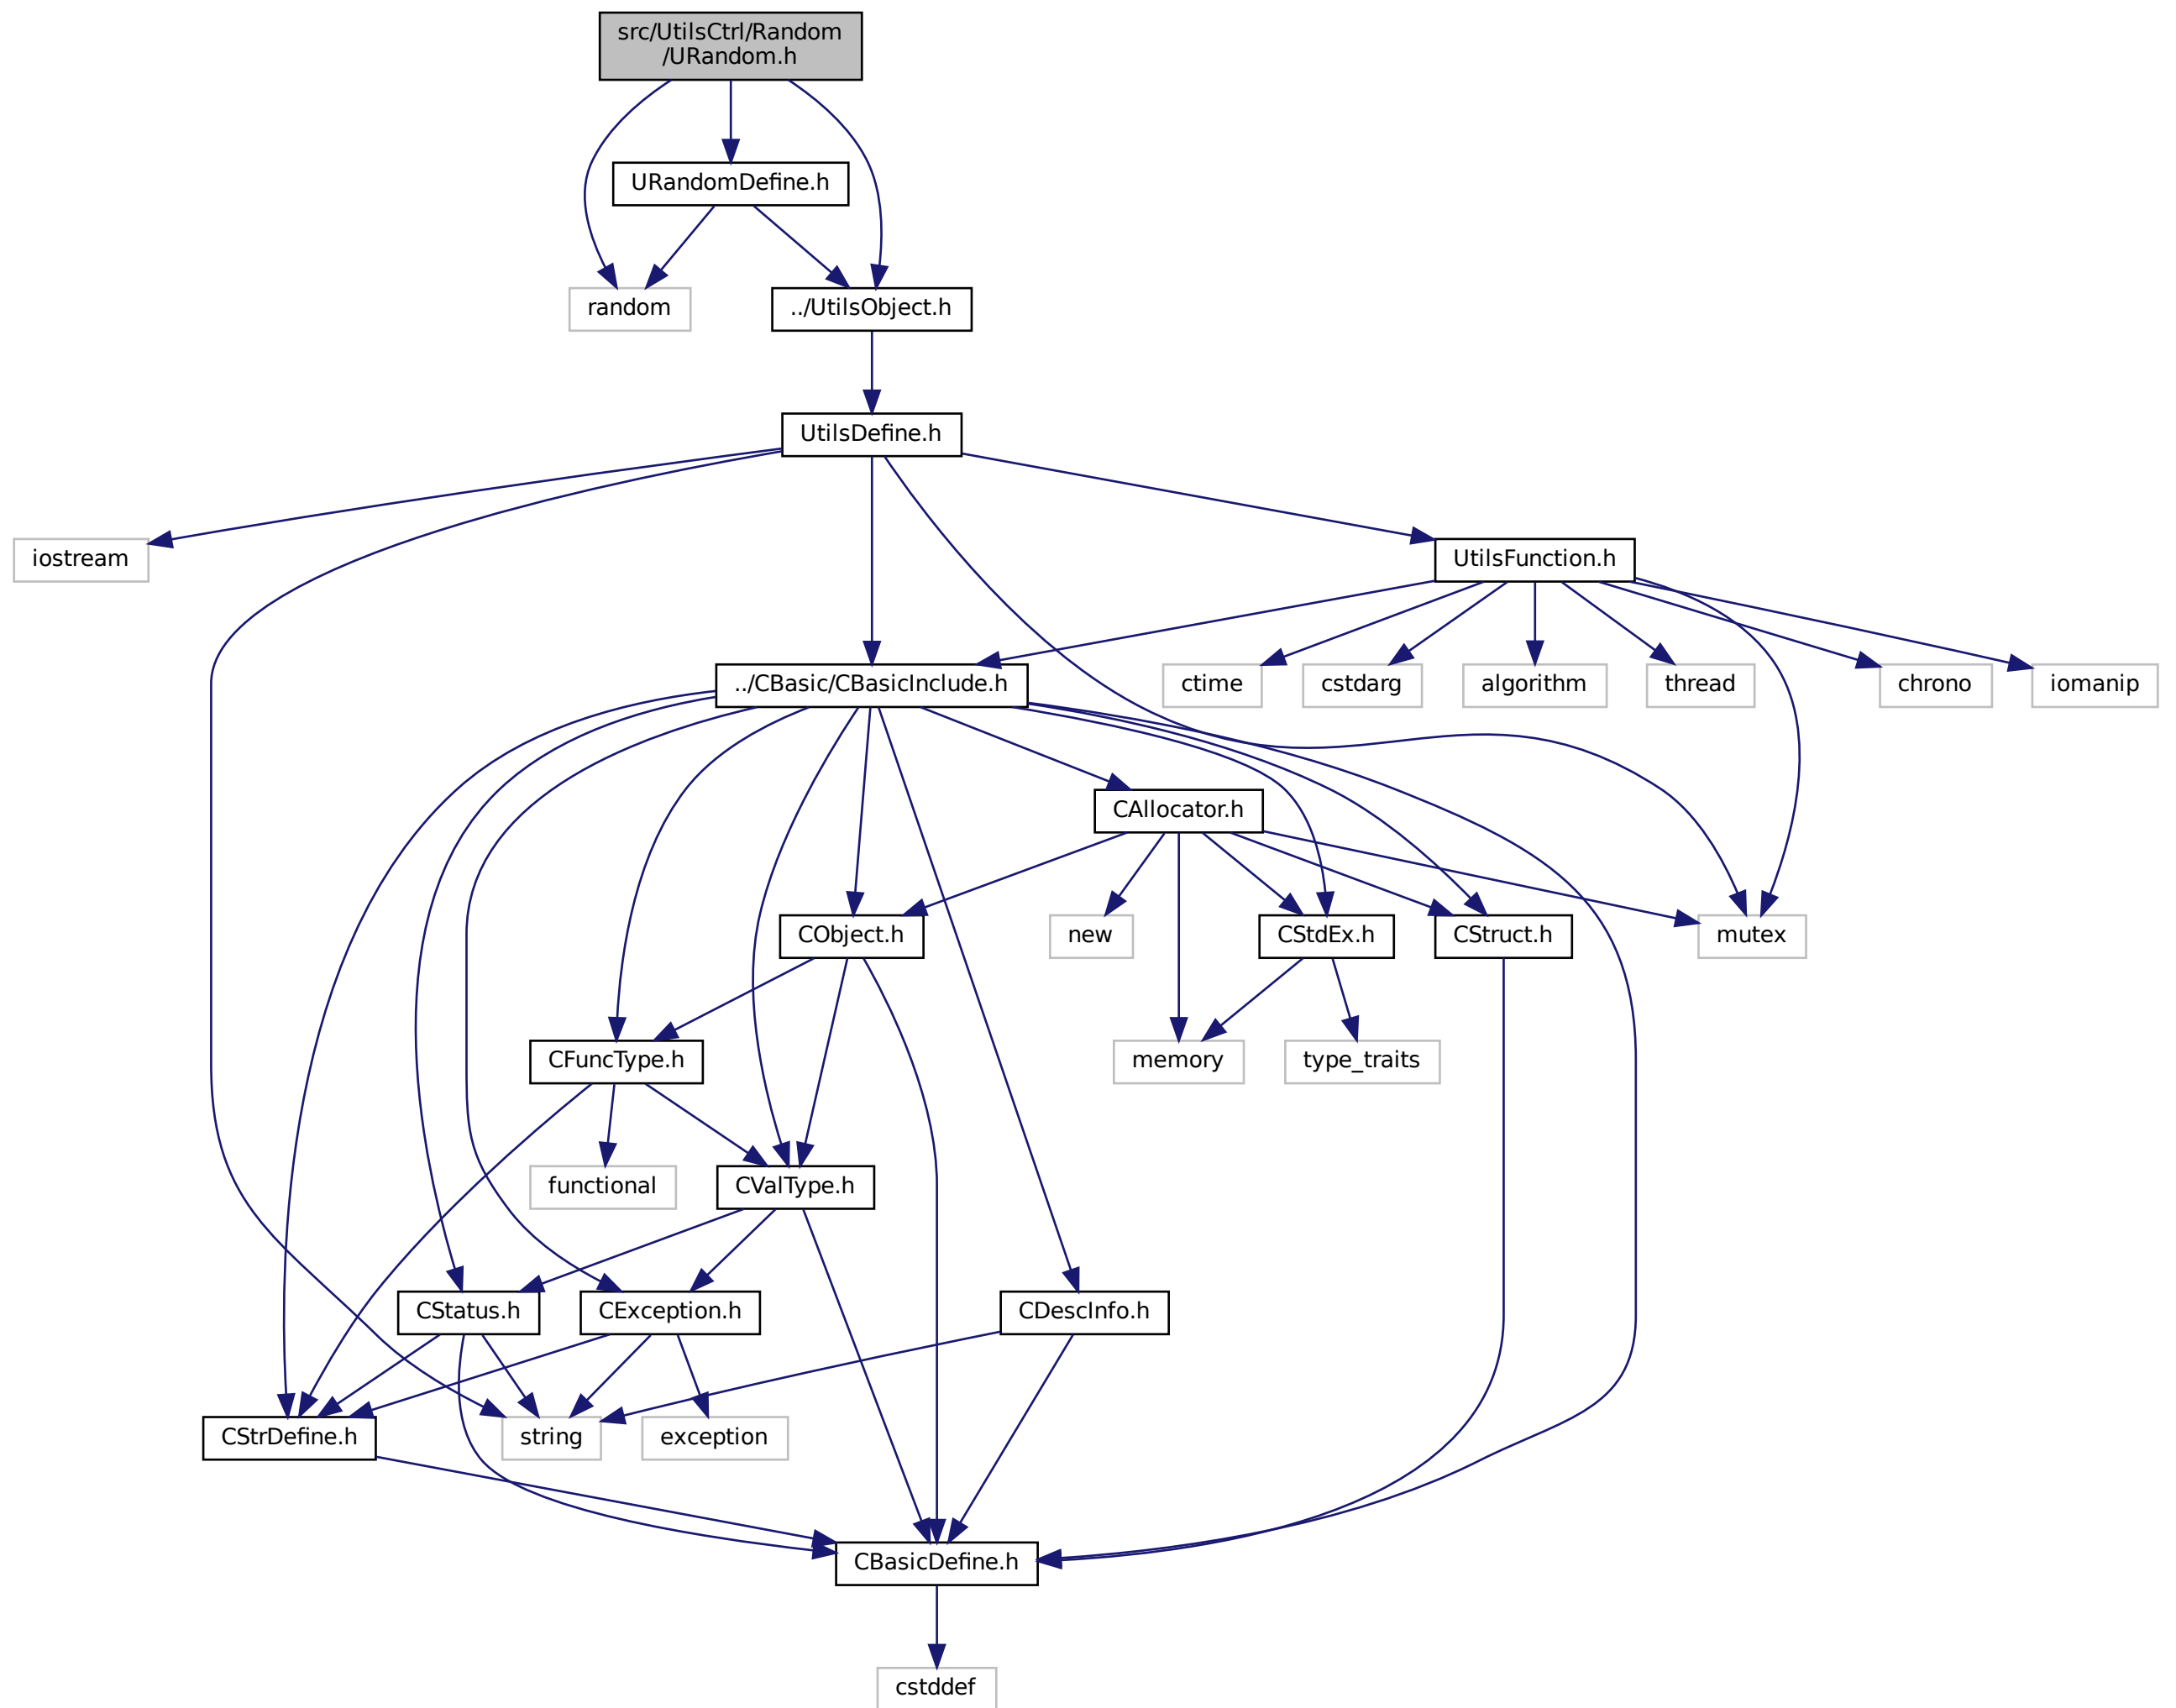 src/UtilsCtrl/Random
/URandom.h
URandomDefine.h
random
../UtilsObject.h
UtilsDefine.h
iostream
UtilsFunction.h
../CBasic/CBasicInclude.h
ctime
cstdarg
algorithm
thread
chrono
iomanip
CAllocator.h
CObject.h
new
CStdEx.h
CStruct.h
mutex
CFuncType.h
memory
type_traits
functional
CValType.h
CStatus.h
CException.h
CDescInfo.h
CStrDefine.h
string
exception
CBasicDefine.h
cstddef